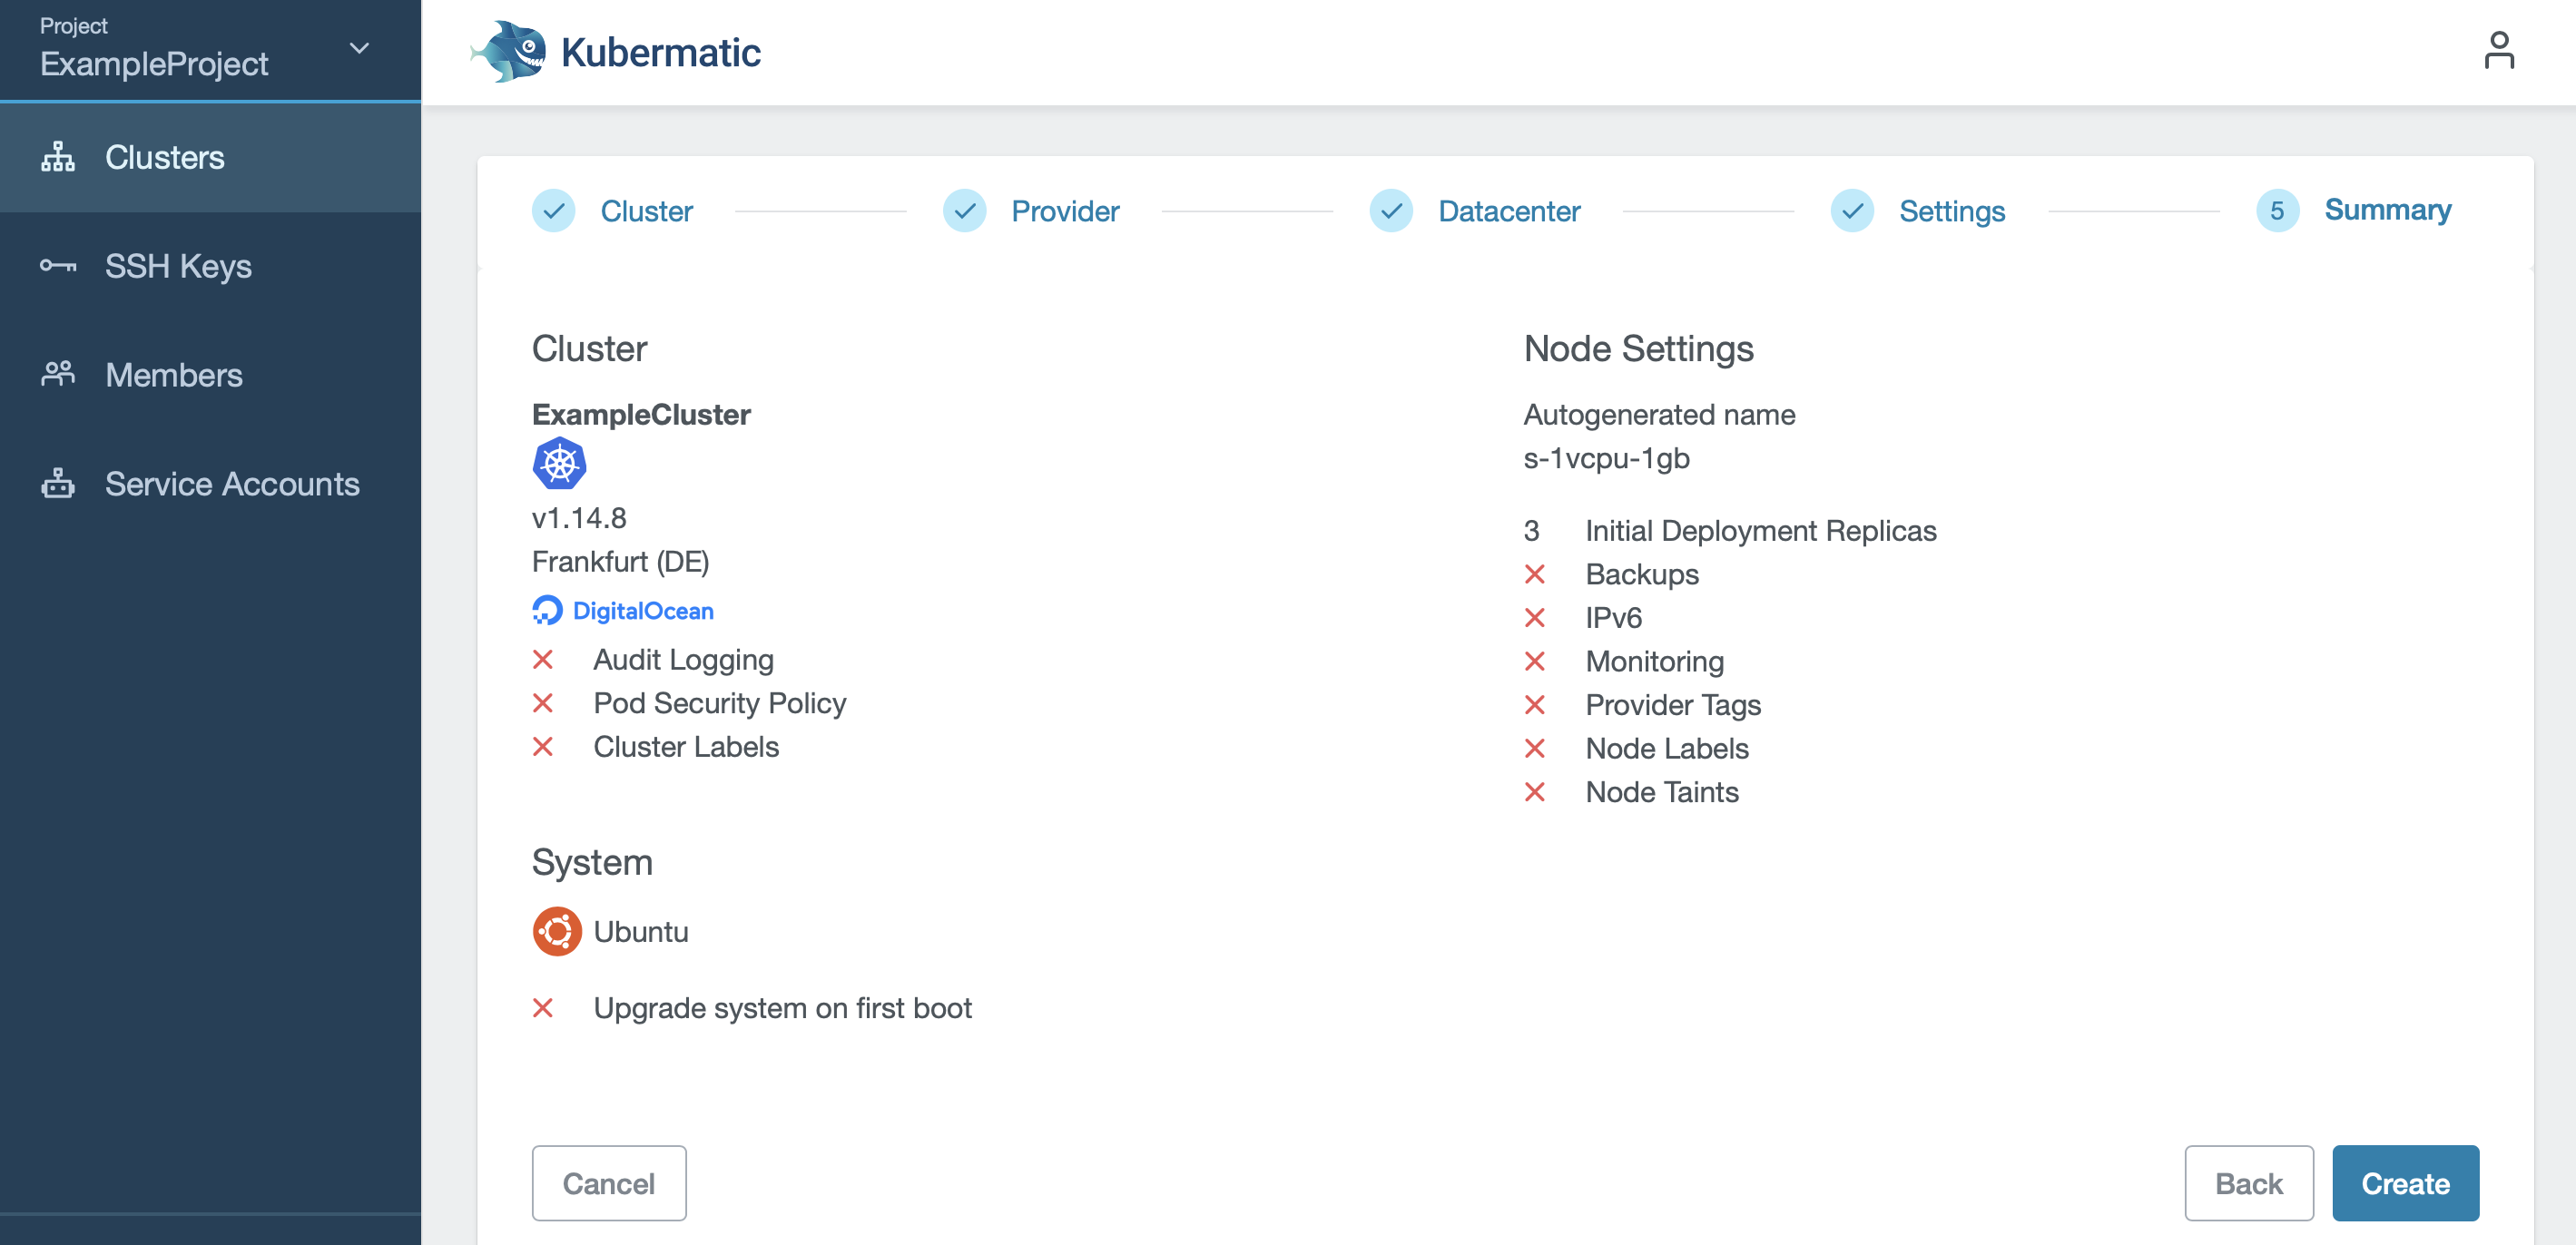 Project
ExampleProject
Clusters
SSH Keys
Members
Service Accounts
Kubermatic
Cluster
Provider
Datacenter
Settings
5 Summary
Cluster
ExampleCluster
v1.14.8
Frankfurt (DE)
DigitalOcean
Audit Logging
Pod Security Policy
Cluster Labels
System
Ubuntu
Upgrade system on first boot
Node Settings
Autogenerated name
s-1vcpu-1gb
3 Initial Deployment Replicas
Backups
IPv6
Monitoring
Provider Tags
Node Labels
Node Taints
Cancel
Back
Create